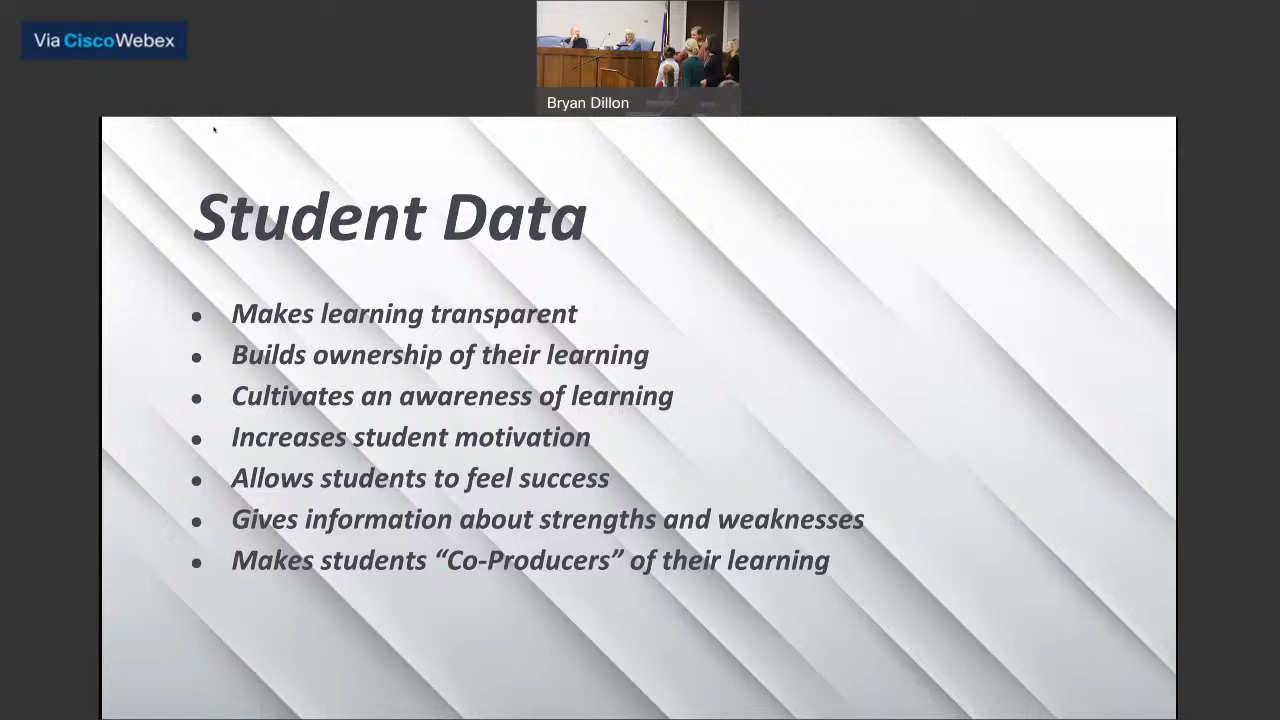 Via CiscoWebex
Bryan Dillon
Student Data
• Makes learning transparent
• Builds ownership of their learning
• Cultivates an awareness of learning
• Increases student motivation
• Allows students to feel success
• Gives information about strengths and weaknesses
• Makes students “Co-Producers” of their learning